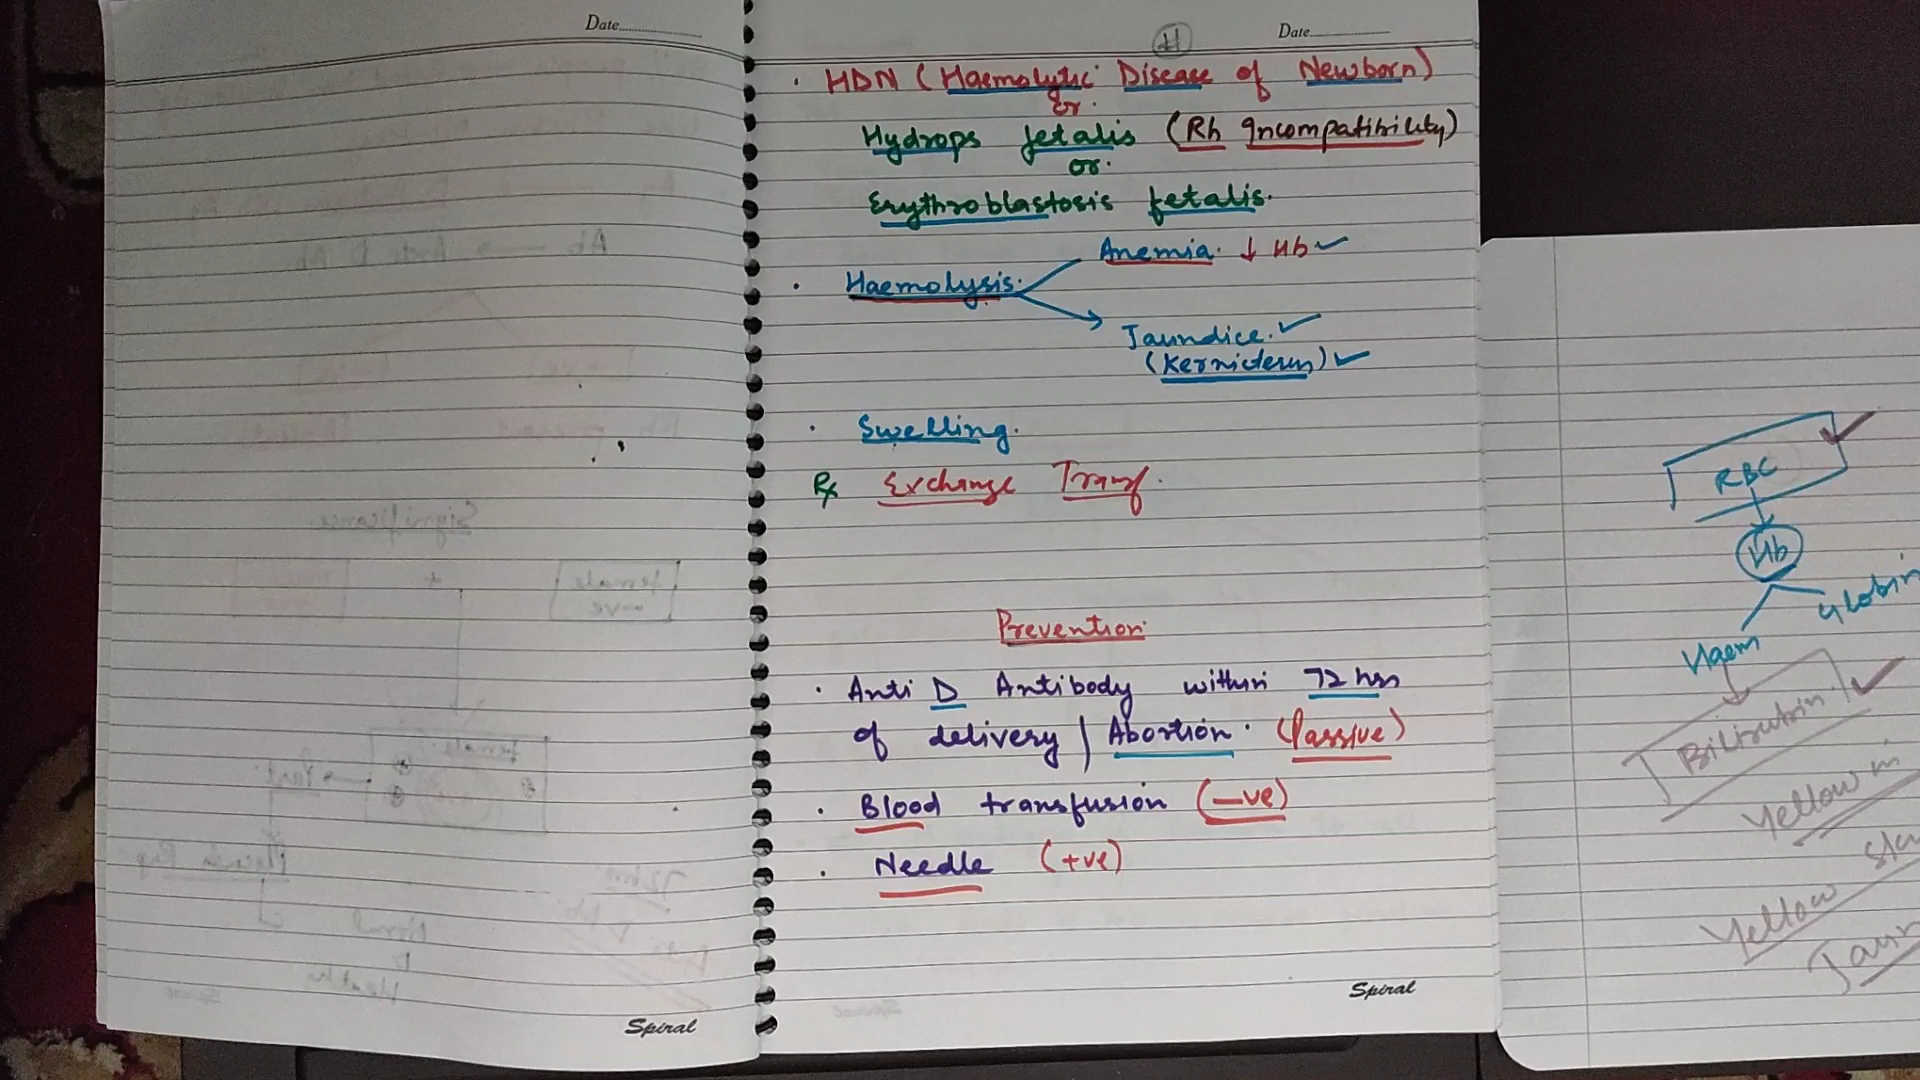 Date
Date
11
• HDN (Haemolytic Disease of Newborn)
or
Hydrops fetalis (Rh Incompatibility)
or
Erythroblastosis fetalis.
• Haemolysis.
Anemia. ↓ Hb ✓
Jaundice. ✓
(Kernicterus) ✓
• Swelling.
Rx Exchange Transf.
Prevention
• Anti D Antibody within 72 hrs
of delivery / Abortion. (Passive)
• Blood transfusion (-ve)
• Needle (+ve)
Spiral
Spiral
RBC
Hb
Haem
Globin
Bilirubin
Yellow
Yellow